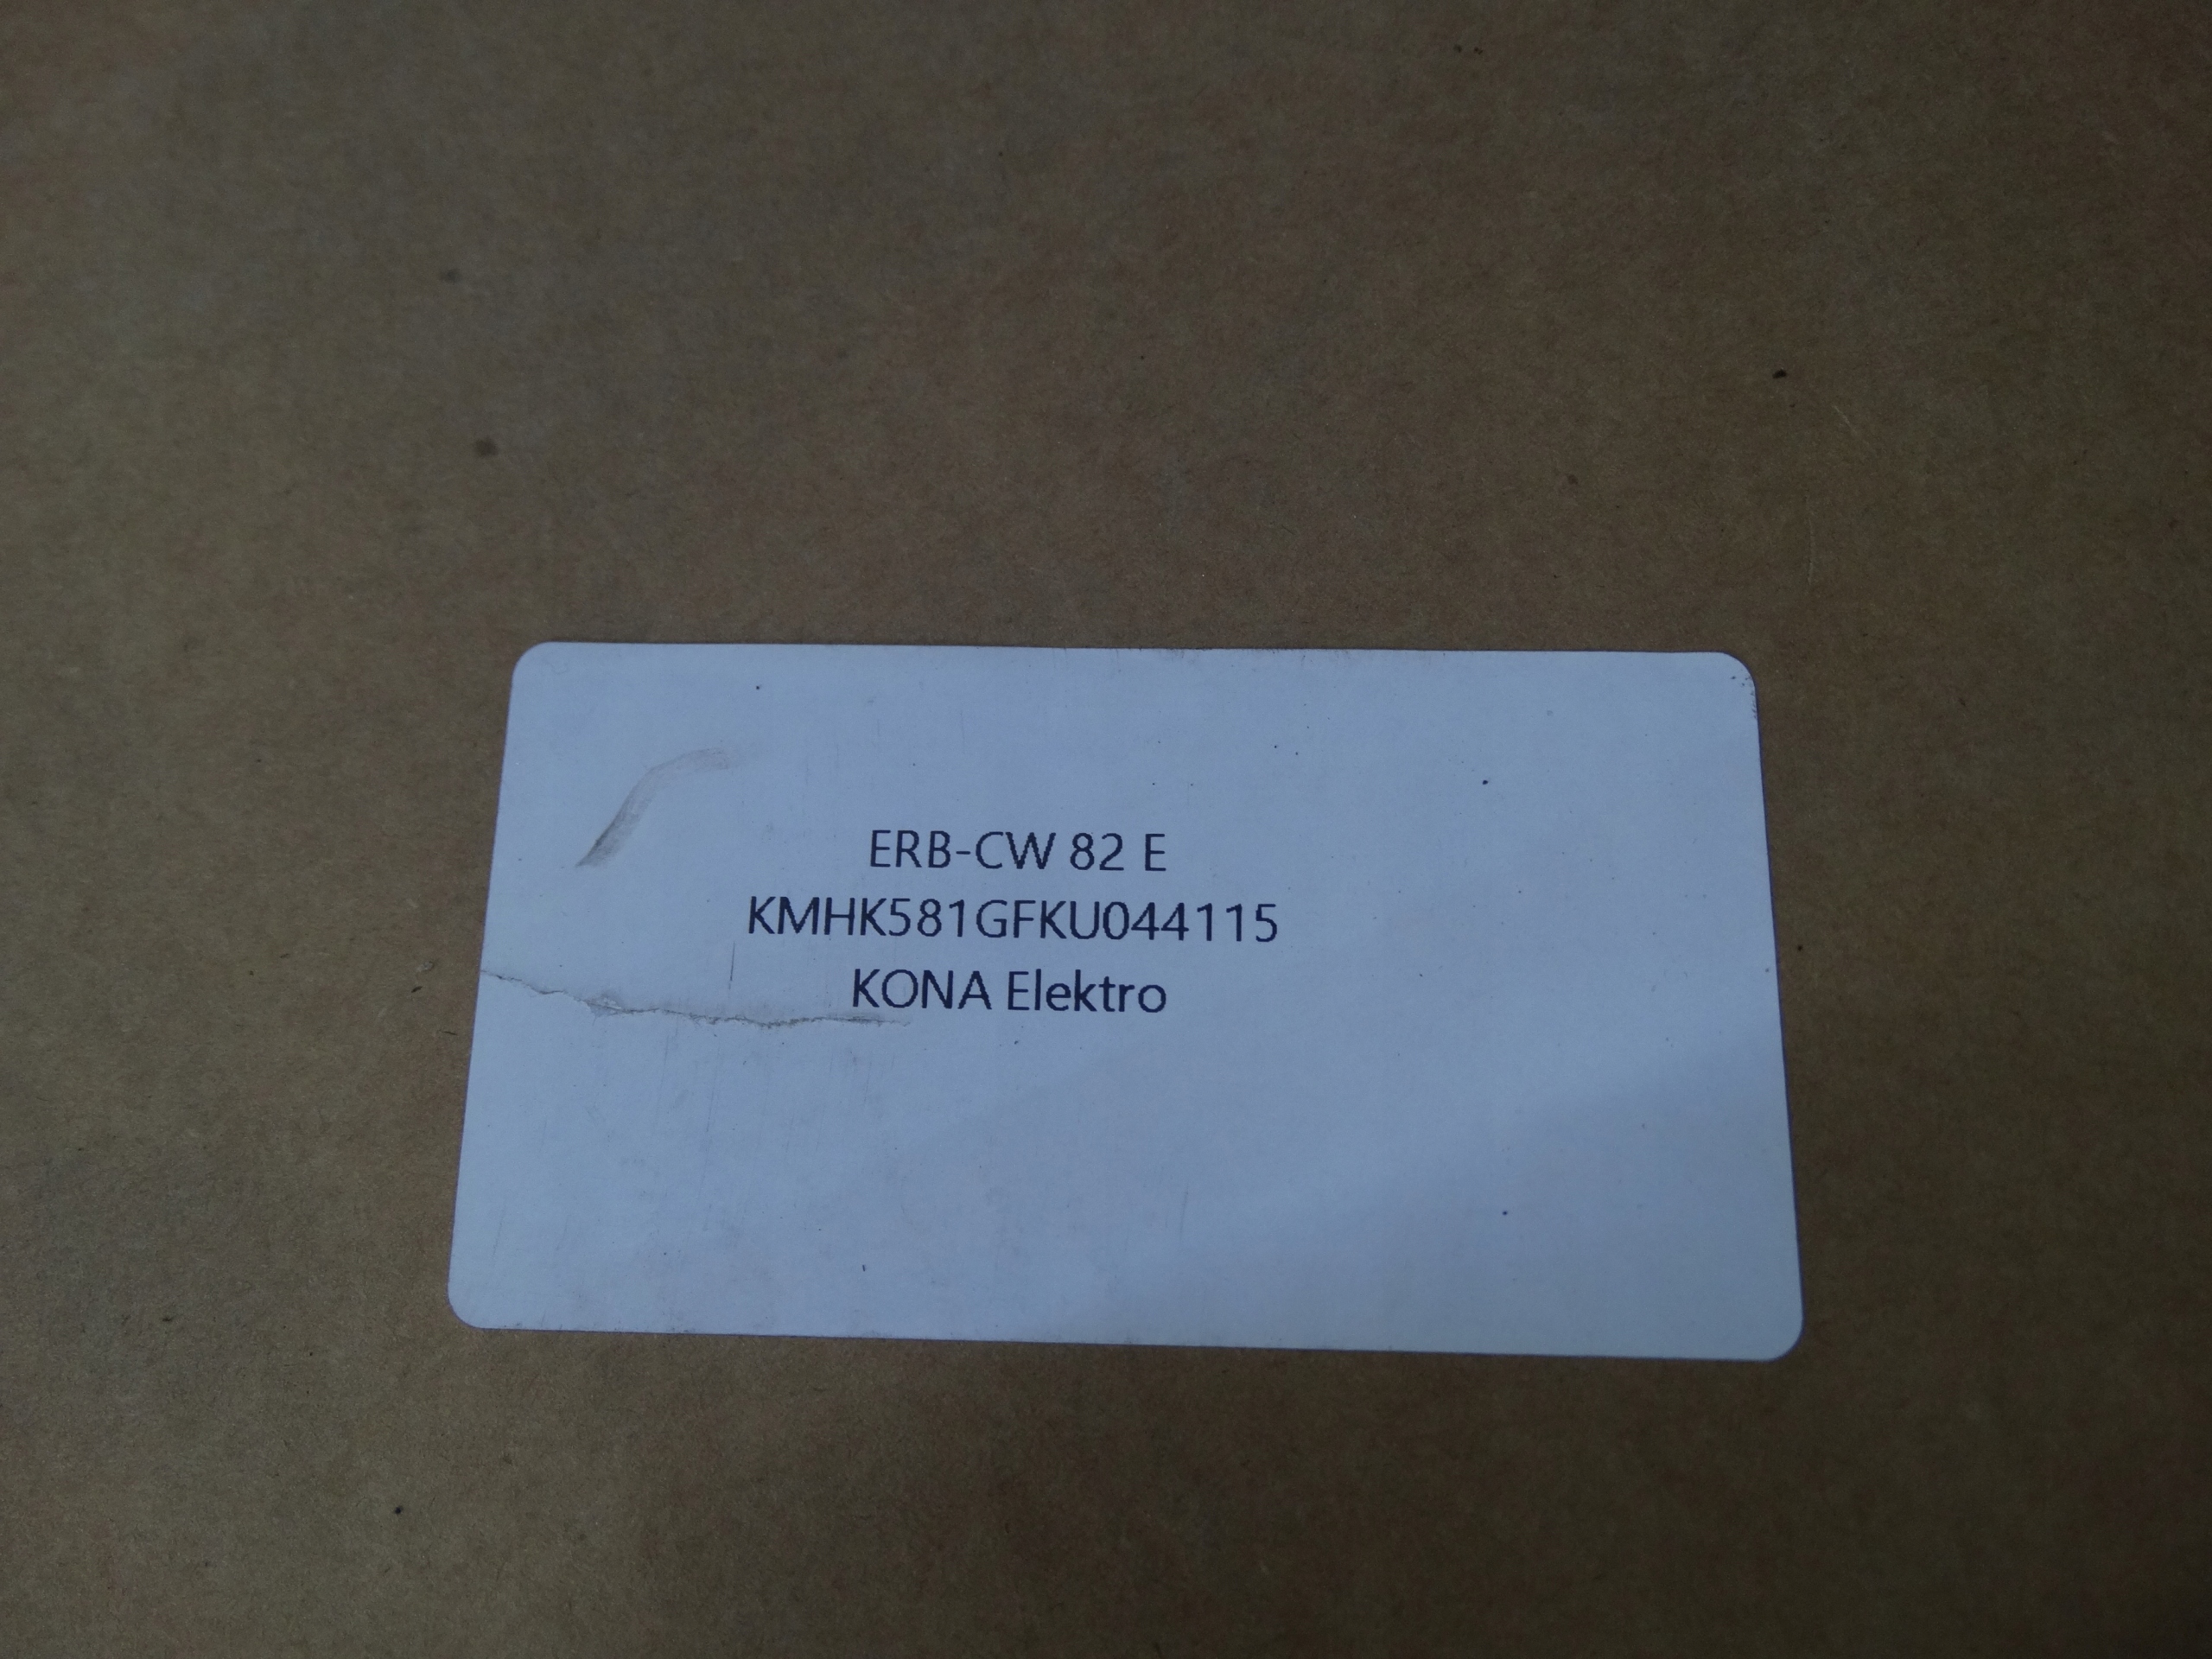 ERB-CW 82 E
KMHK581GFKU044115
KONA Elektro